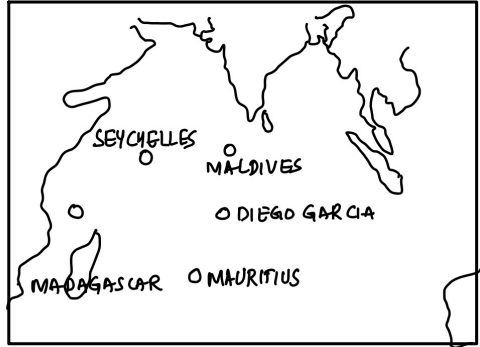 SEYCHELLES
MALDIVES
DIEGO GARCIA
MADAGASCAR
MAURITIUS